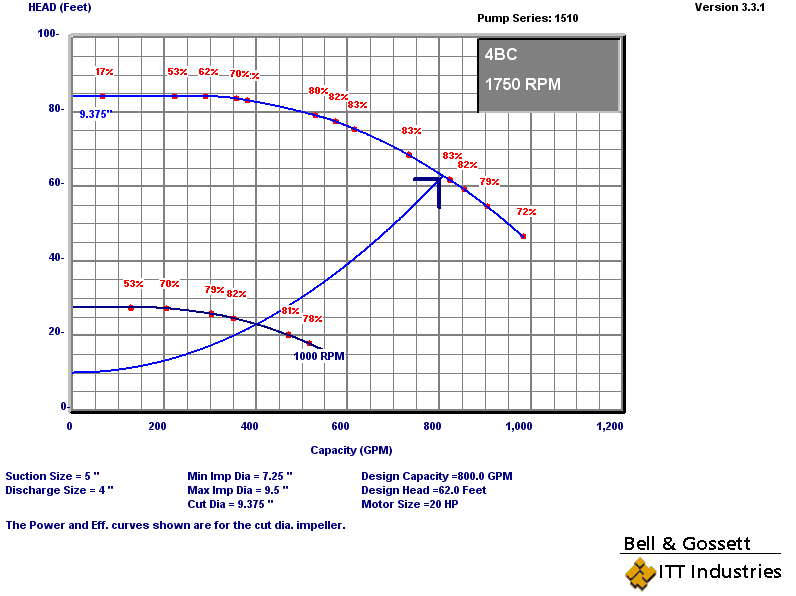 HEAD (Feet)
Version 3.3.1
Pump Series: 1510
100-
4BC
1750 RPM
17%
53%
62%
70%
80%
82%
83%
9.375"
80-
83%
83%
82%
79%
60-
72%
40-
53%
70%
79%
82%
81%
78%
20-
1000 RPM
0-
0
200
400
600
800
1,000
1,200
Capacity (GPM)
Suction Size = 5 "
Min Imp Dia = 7.25 "
Design Capacity =800.0 GPM
Discharge Size = 4 "
Max Imp Dia = 9.5 "
Design Head =62.0 Feet
Cut Dia = 9.375 "
Motor Size =20 HP
The Power and Eff. curves shown are for the cut dia. impeller.
Bell & Gossett
ITT Industries